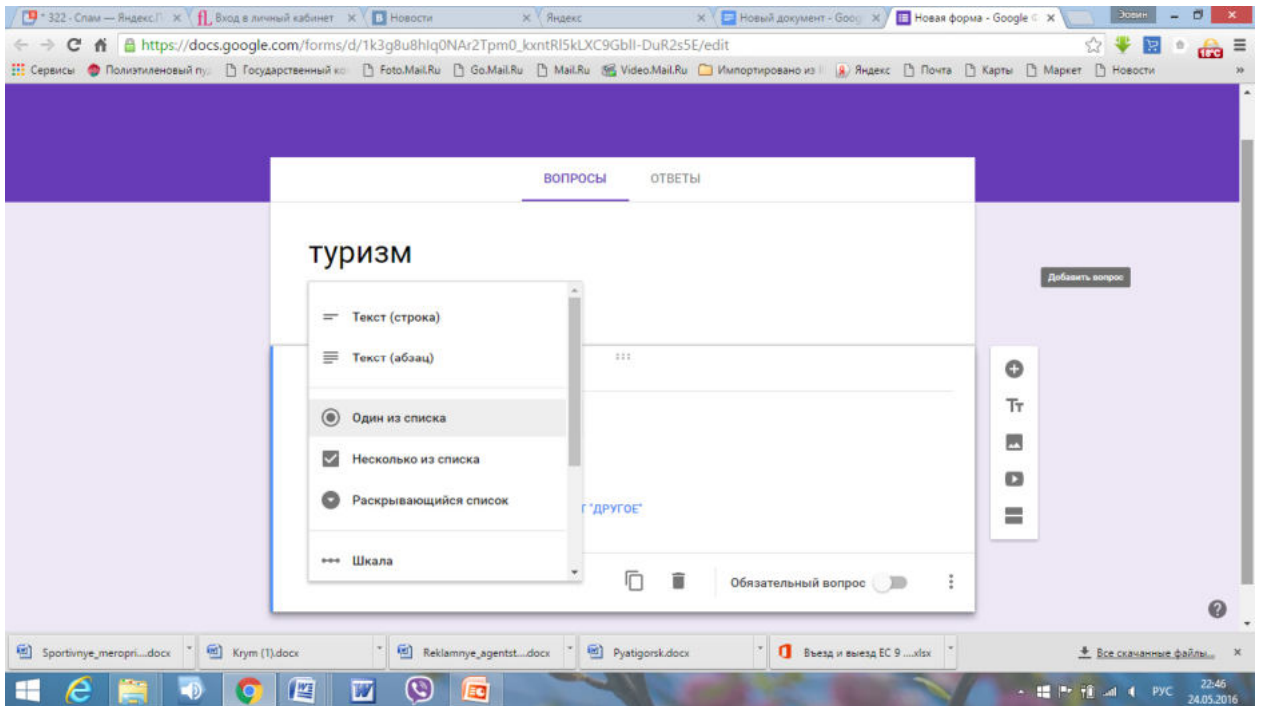 * 322 · Спам — Яндекс.П
Вход в личный кабинет
Новости
Яндекс
Новый документ - Goog
Новая форма - Google
Эовин
https://docs.google.com/forms/d/1k3g8u8hlq0NAr2Tpm0_kxntRl5kLXC9GblI-DuR2s5E/edit
Сервисы
Полиэтиленовый пу
Государственный ко
Foto.Mail.Ru
Go.Mail.Ru
Mail.Ru
Video.Mail.Ru
Импортировано из
Яндекс
Почта
Карты
Маркет
Новости
ВОПРОСЫ ОТВЕТЫ
туризм
Добавить вопрос
Текст (строка)
Текст (абзац)
Один из списка
Несколько из списка
Раскрывающийся список
Т "ДРУГОЕ"
Шкала
Обязательный вопрос
Sportivnye_meropri....docx
Krym (1).docx
Reklamnye_agentst....docx
Pyatigorsk.docx
Въезд и выезд ЕС 9 ....xlsx
Все скачанные файлы...
РУС
22:46
24.05.2016